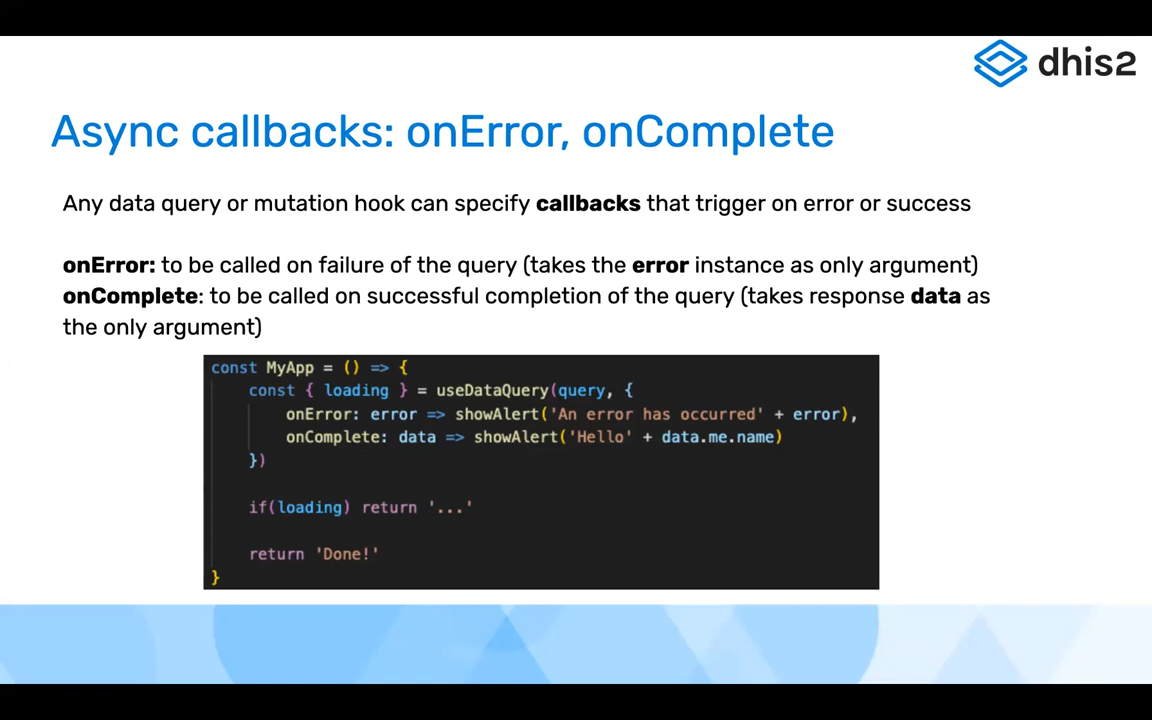 dhis2
Async callbacks: onError, onComplete
Any data query or mutation hook can specify callbacks that trigger on error or success
onError: to be called on failure of the query (takes the error instance as only argument)
onComplete: to be called on successful completion of the query (takes response data as
the only argument)
const MyApp = () => {
    const { loading } = useDataQuery(query, {
        onError: error => showAlert('An error has occurred' + error),
        onComplete: data => showAlert('Hello' + data.me.name)
    })
    if(loading) return '...'
    return 'Done!'
}